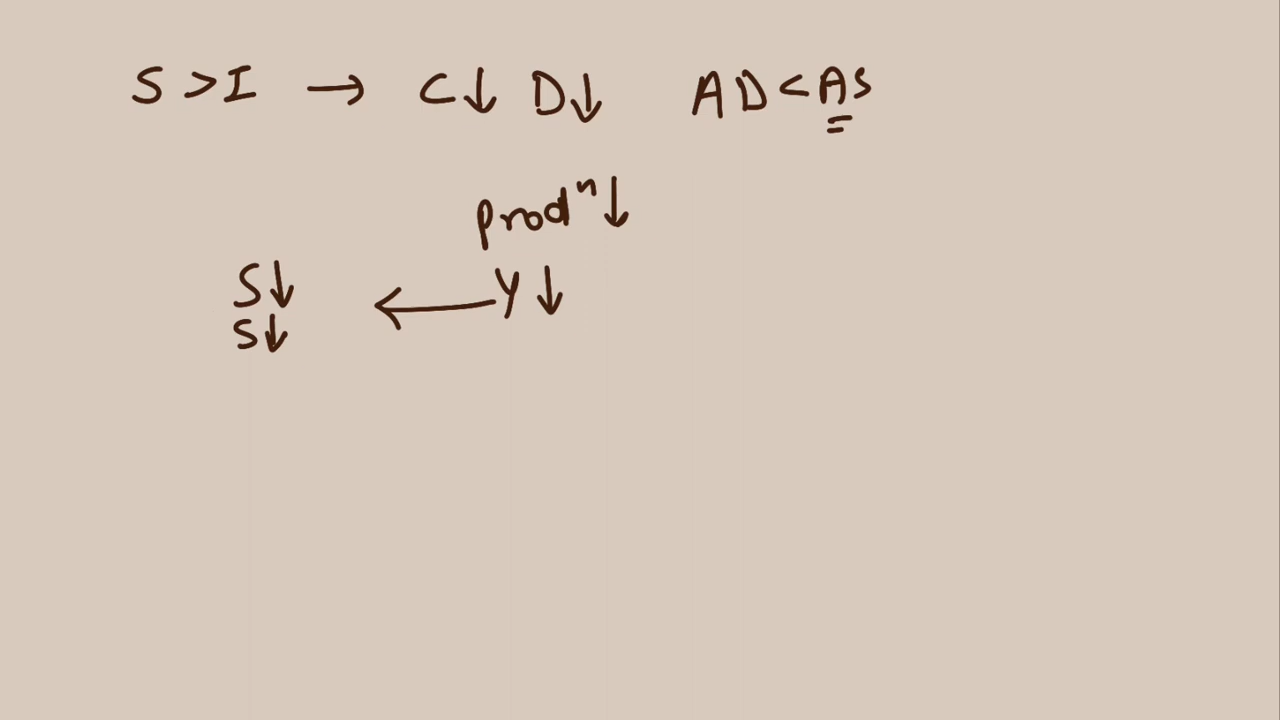 S > I → C↓ D↓ AD < AS
prodⁿ↓
S↓ ← Y↓
S↓